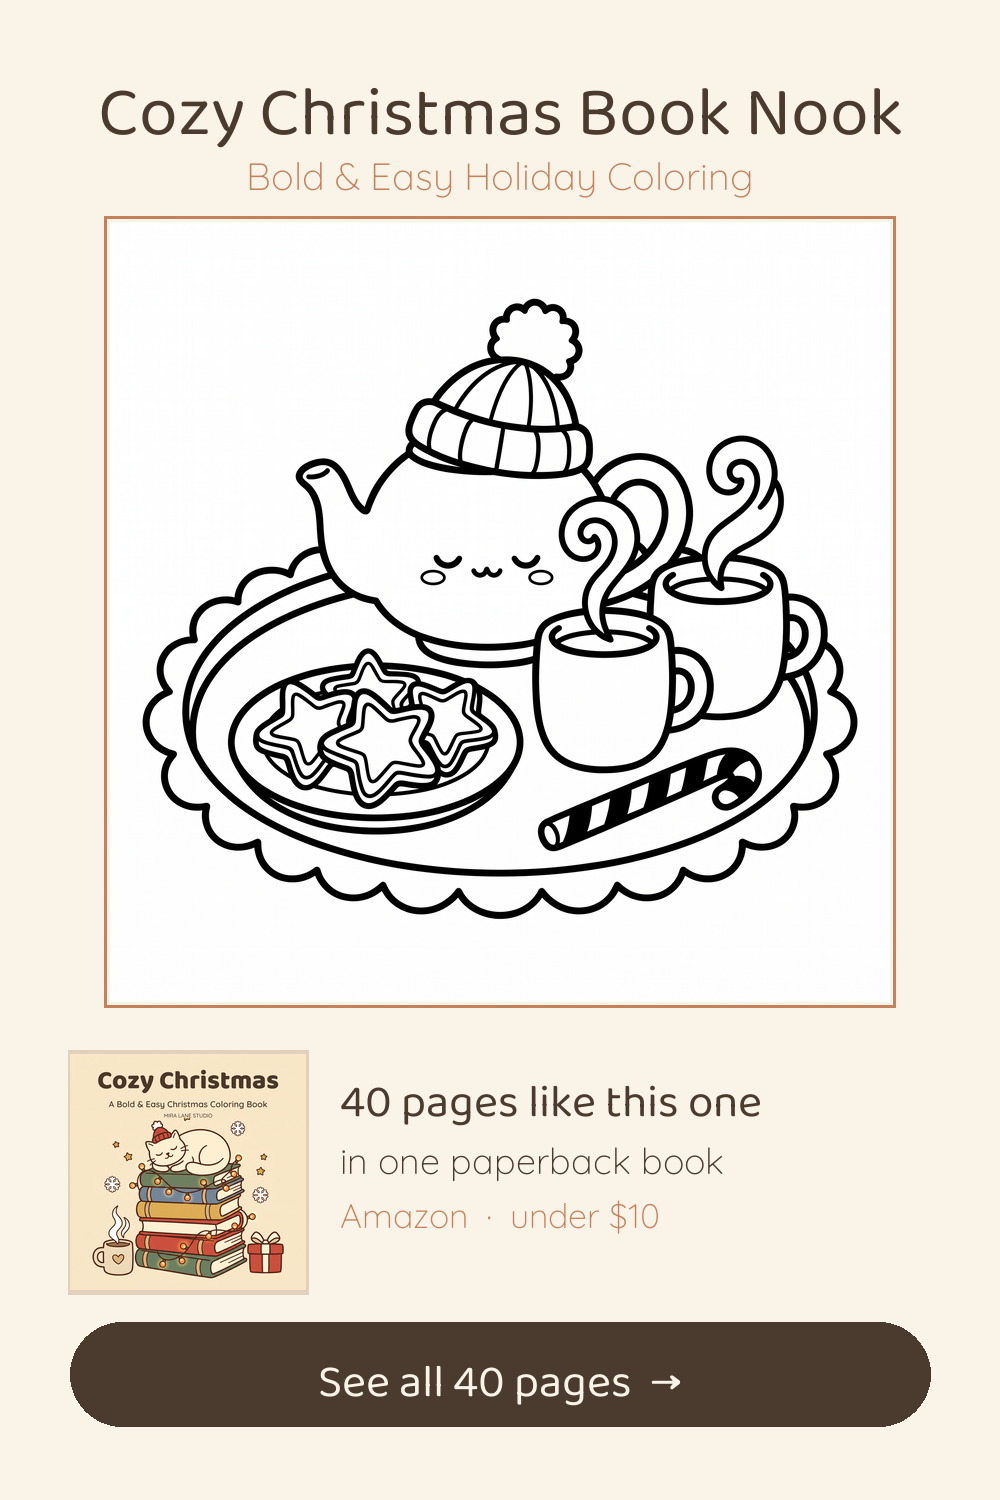 Cozy Christmas Book Nook
Bold & Easy Holiday Coloring
Cozy Christmas
A Bold & Easy Christmas Coloring Book
MIRA LANE STUDIO
40 pages like this one
in one paperback book
Amazon · under $10
See all 40 pages →